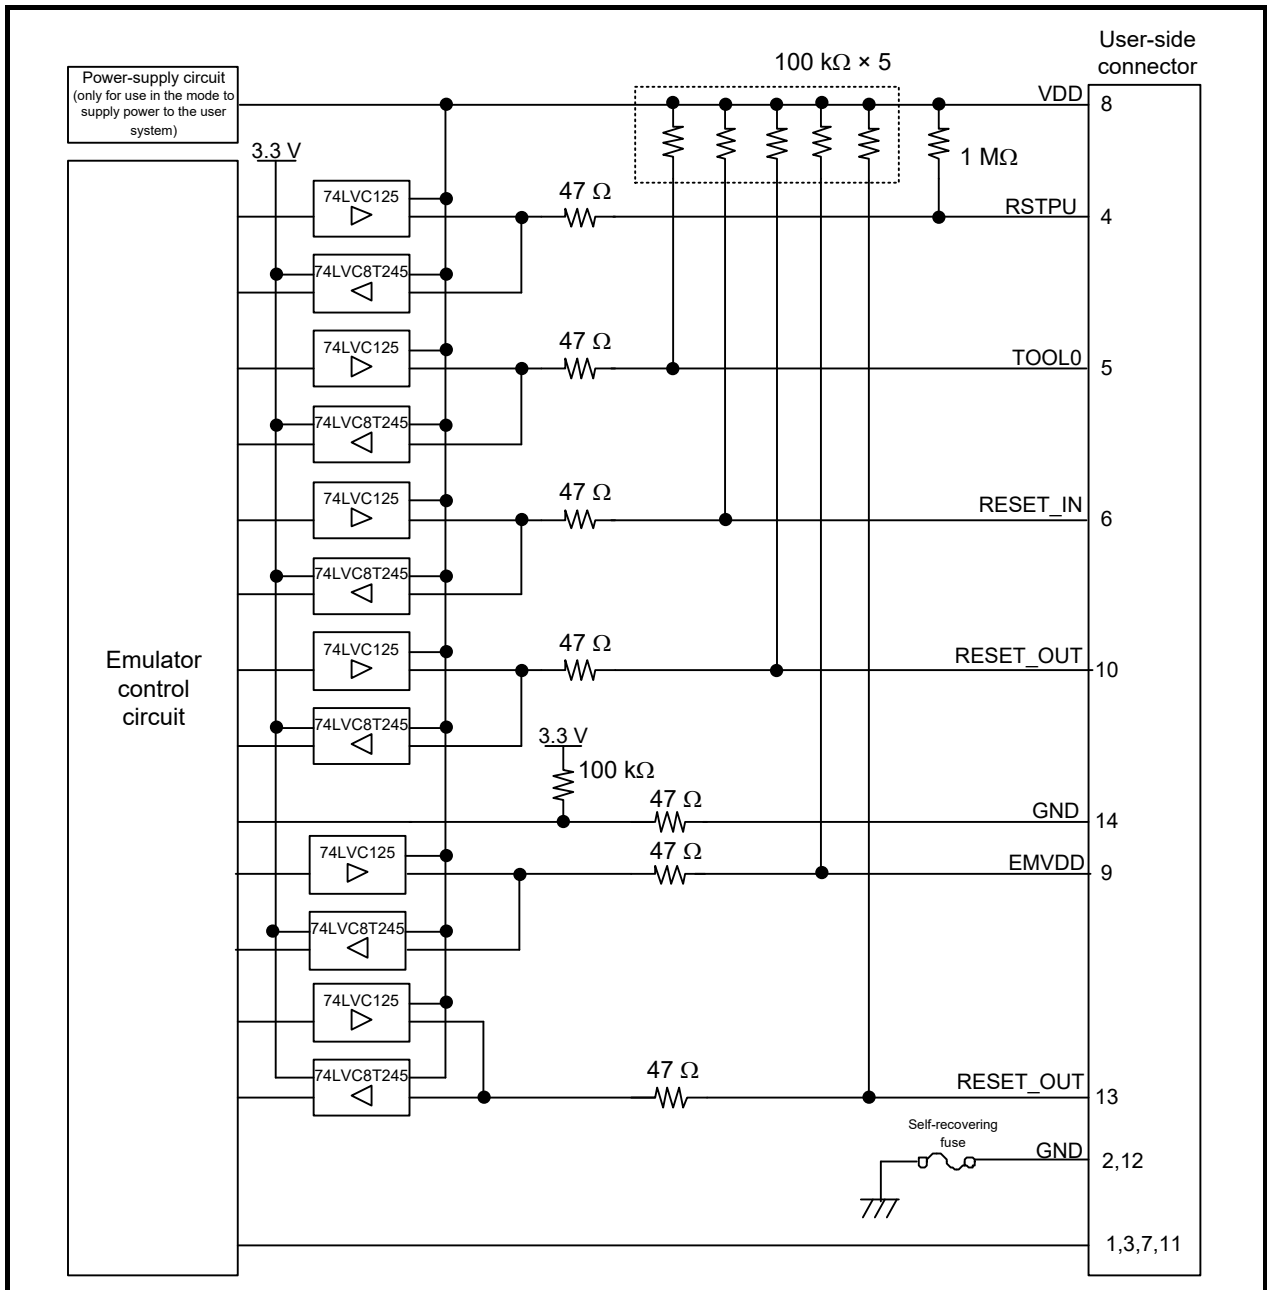 User-side
connector
100 kΩ × 5
Power-supply circuit
(only for use in the mode to
supply power to the user
system)
VDD
8
3.3 V
1 MΩ
74LVC125
47 Ω
RSTPU
4
74LVC8T245
74LVC125
47 Ω
TOOL0
5
74LVC8T245
74LVC125
47 Ω
RESET_IN
6
74LVC8T245
74LVC125
47 Ω
RESET_OUT
10
Emulator
control
circuit
74LVC8T245
3.3 V
100 kΩ
47 Ω
GND
14
74LVC125
47 Ω
EMVDD
9
74LVC8T245
74LVC125
74LVC8T245
47 Ω
RESET_OUT
13
Self-recovering
fuse
GND
2,12
1,3,7,11